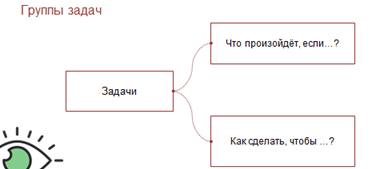 Группы задач
Что произойдёт, если…?
Задачи
Как сделать, чтобы …?